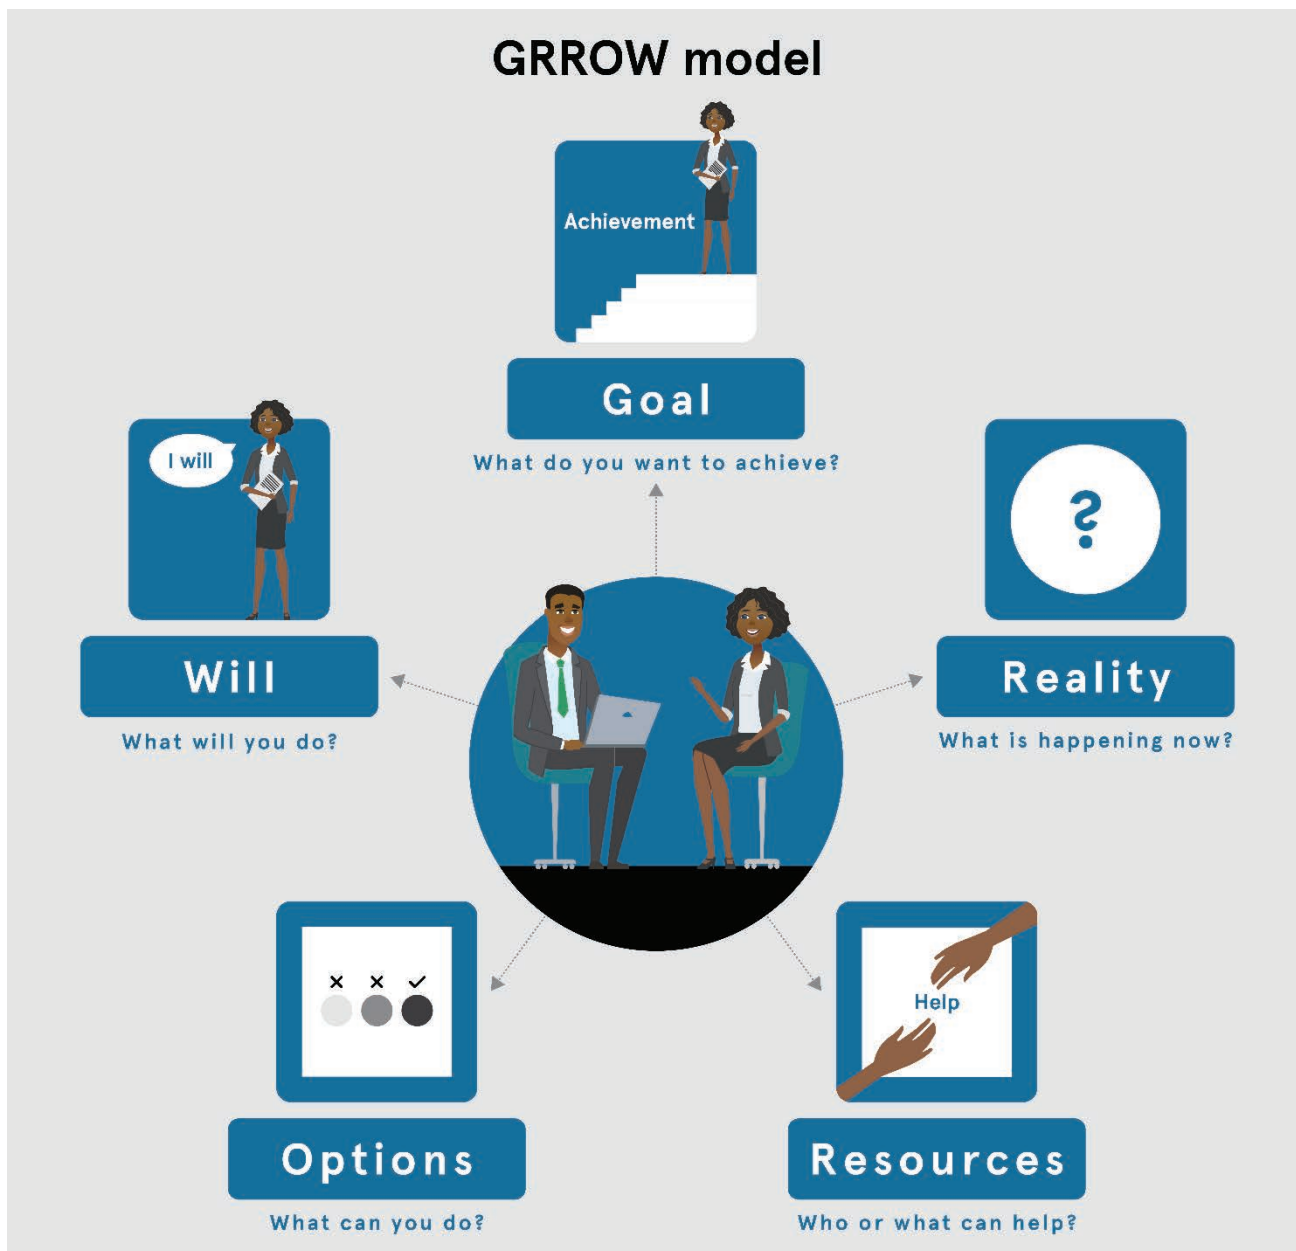 GRROW model
Achievement
Goal
What do you want to achieve?
?
Reality
What is happening now?
Help
Resources
Who or what can help?
Options
What can you do?
I will
Will
What will you do?